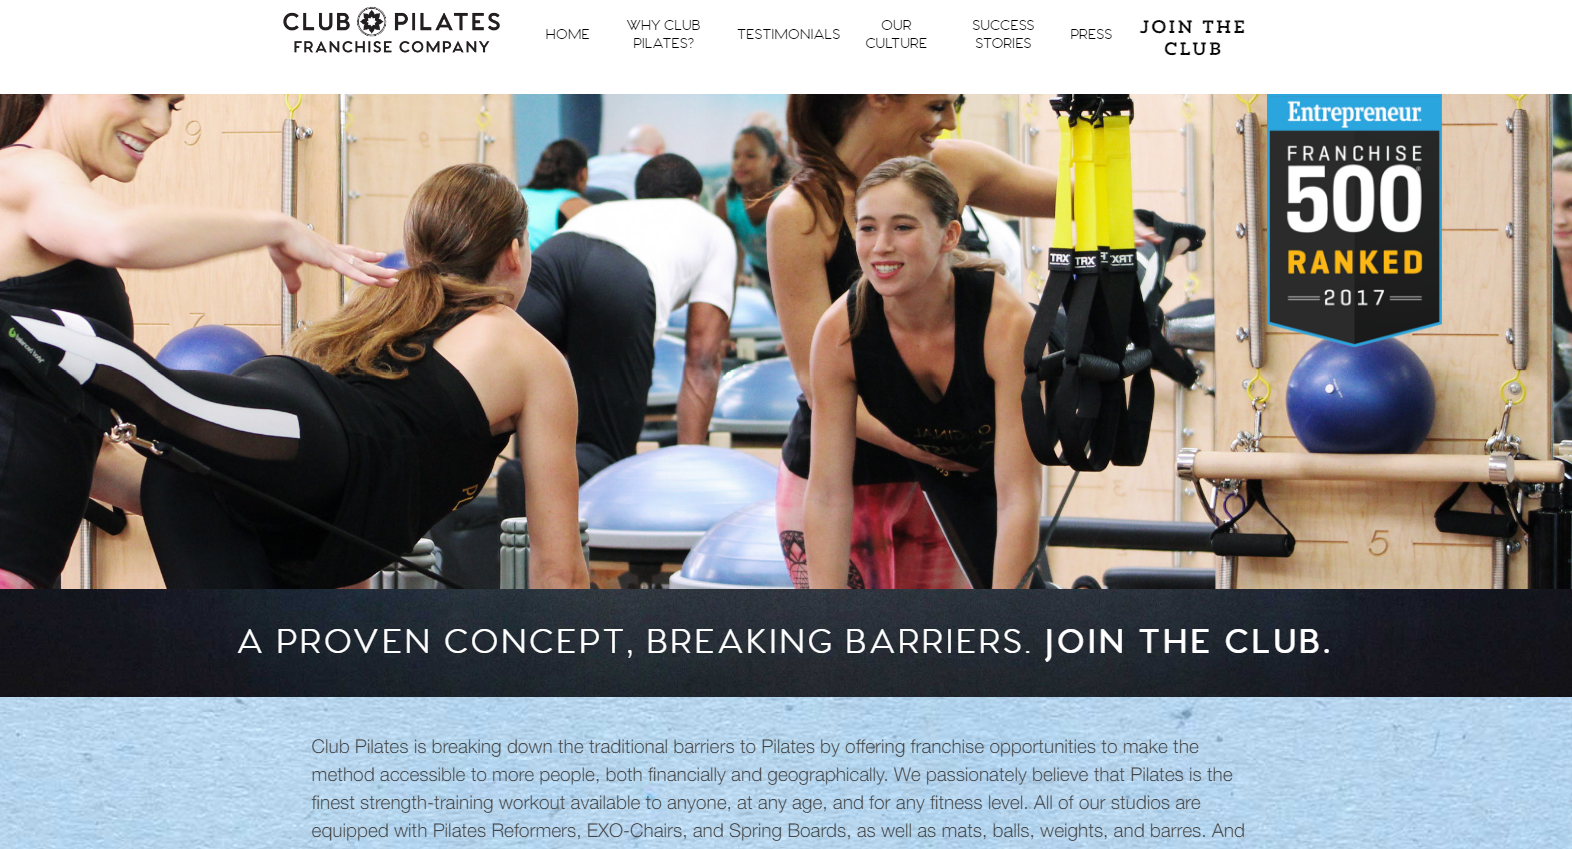 CLUB PILATES
FRANCHISE COMPANY
HOME
WHY CLUB
PILATES?
TESTIMONIALS
OUR
CULTURE
SUCCESS
STORIES
PRESS
JOIN THE
CLUB
Entrepreneur
FRANCHISE
500
RANKED
2017
9
7
TRX TRX TRX
5
A PROVEN CONCEPT, BREAKING BARRIERS. JOIN THE CLUB.
Club Pilates is breaking down the traditional barriers to Pilates by offering franchise opportunities to make the
method accessible to more people, both financially and geographically. We passionately believe that Pilates is the
finest strength-training workout available to anyone, at any age, and for any fitness level. All of our studios are
equipped with Pilates Reformers, EXO-Chairs, and Spring Boards, as well as mats, balls, weights, and barres. And